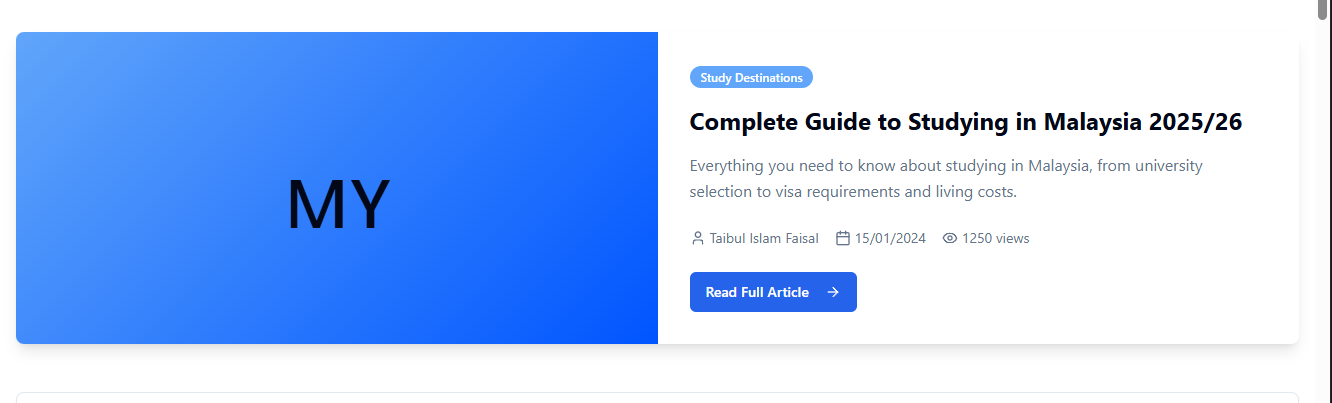 MY
Study Destinations
Complete Guide to Studying in Malaysia 2025/26
Everything you need to know about studying in Malaysia, from university
selection to visa requirements and living costs.
Taibul Islam Faisal 15/01/2024 1250 views
Read Full Article